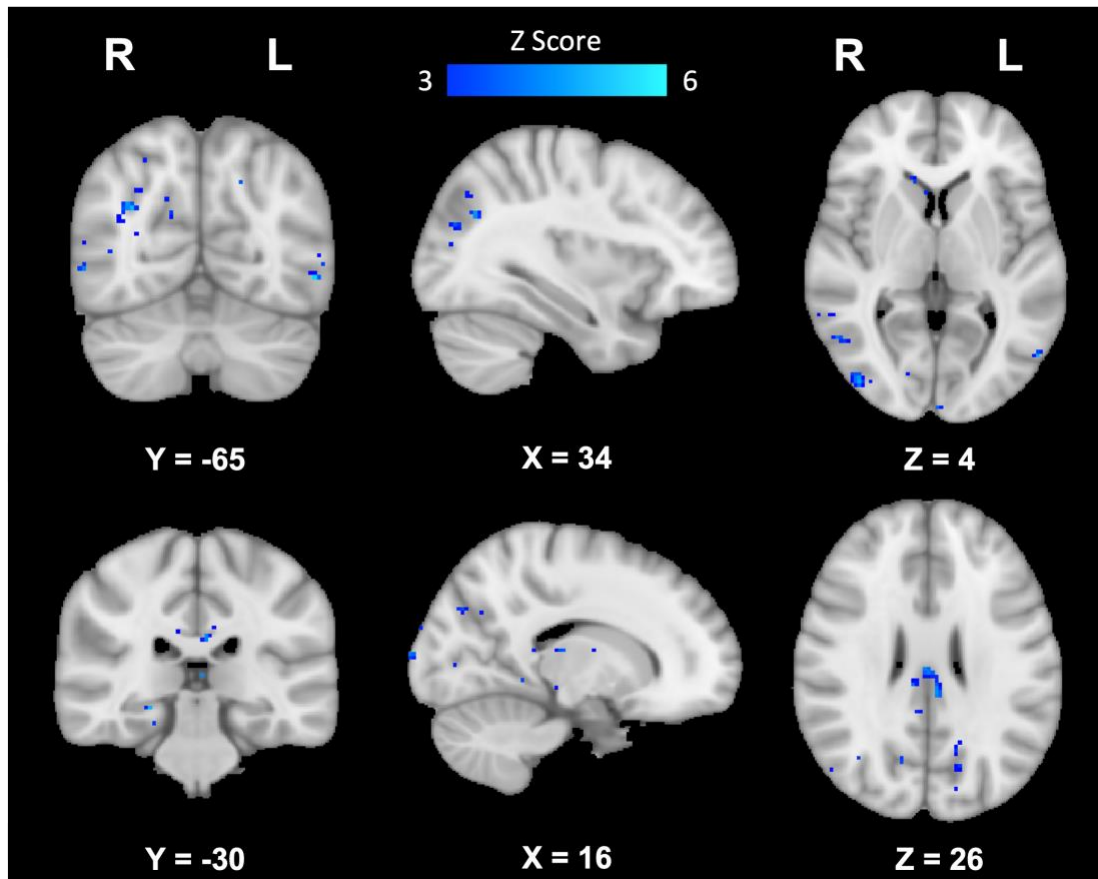 R L
Z Score
3 6
R L
Y = -65
X = 34
Z = 4
Y = -30
X = 16
Z = 26